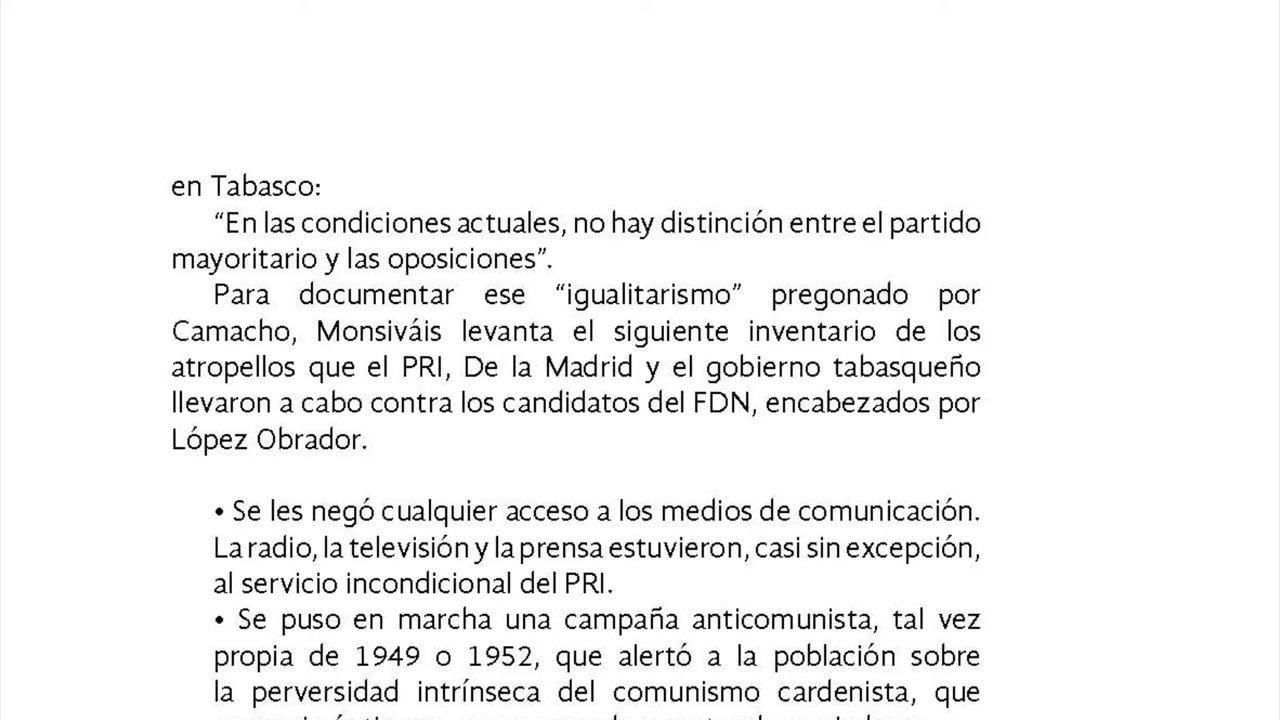 en Tabasco:
“En las condiciones actuales, no hay distinción entre el partido
mayoritario y las oposiciones”.
Para documentar ese “igualitarismo” pregonado por
Camacho, Monsiváis levanta el siguiente inventario de los
atropellos que el PRI, De la Madrid y el gobierno tabasqueño
llevaron a cabo contra los candidatos del FDN, encabezados por
López Obrador.
• Se les negó cualquier acceso a los medios de comunicación.
La radio, la televisión y la prensa estuvieron, casi sin excepción,
al servicio incondicional del PRI.
• Se puso en marcha una campaña anticomunista, tal vez
propia de 1949 o 1952, que alertó a la población sobre
la perversidad intrínseca del comunismo cardenista, que